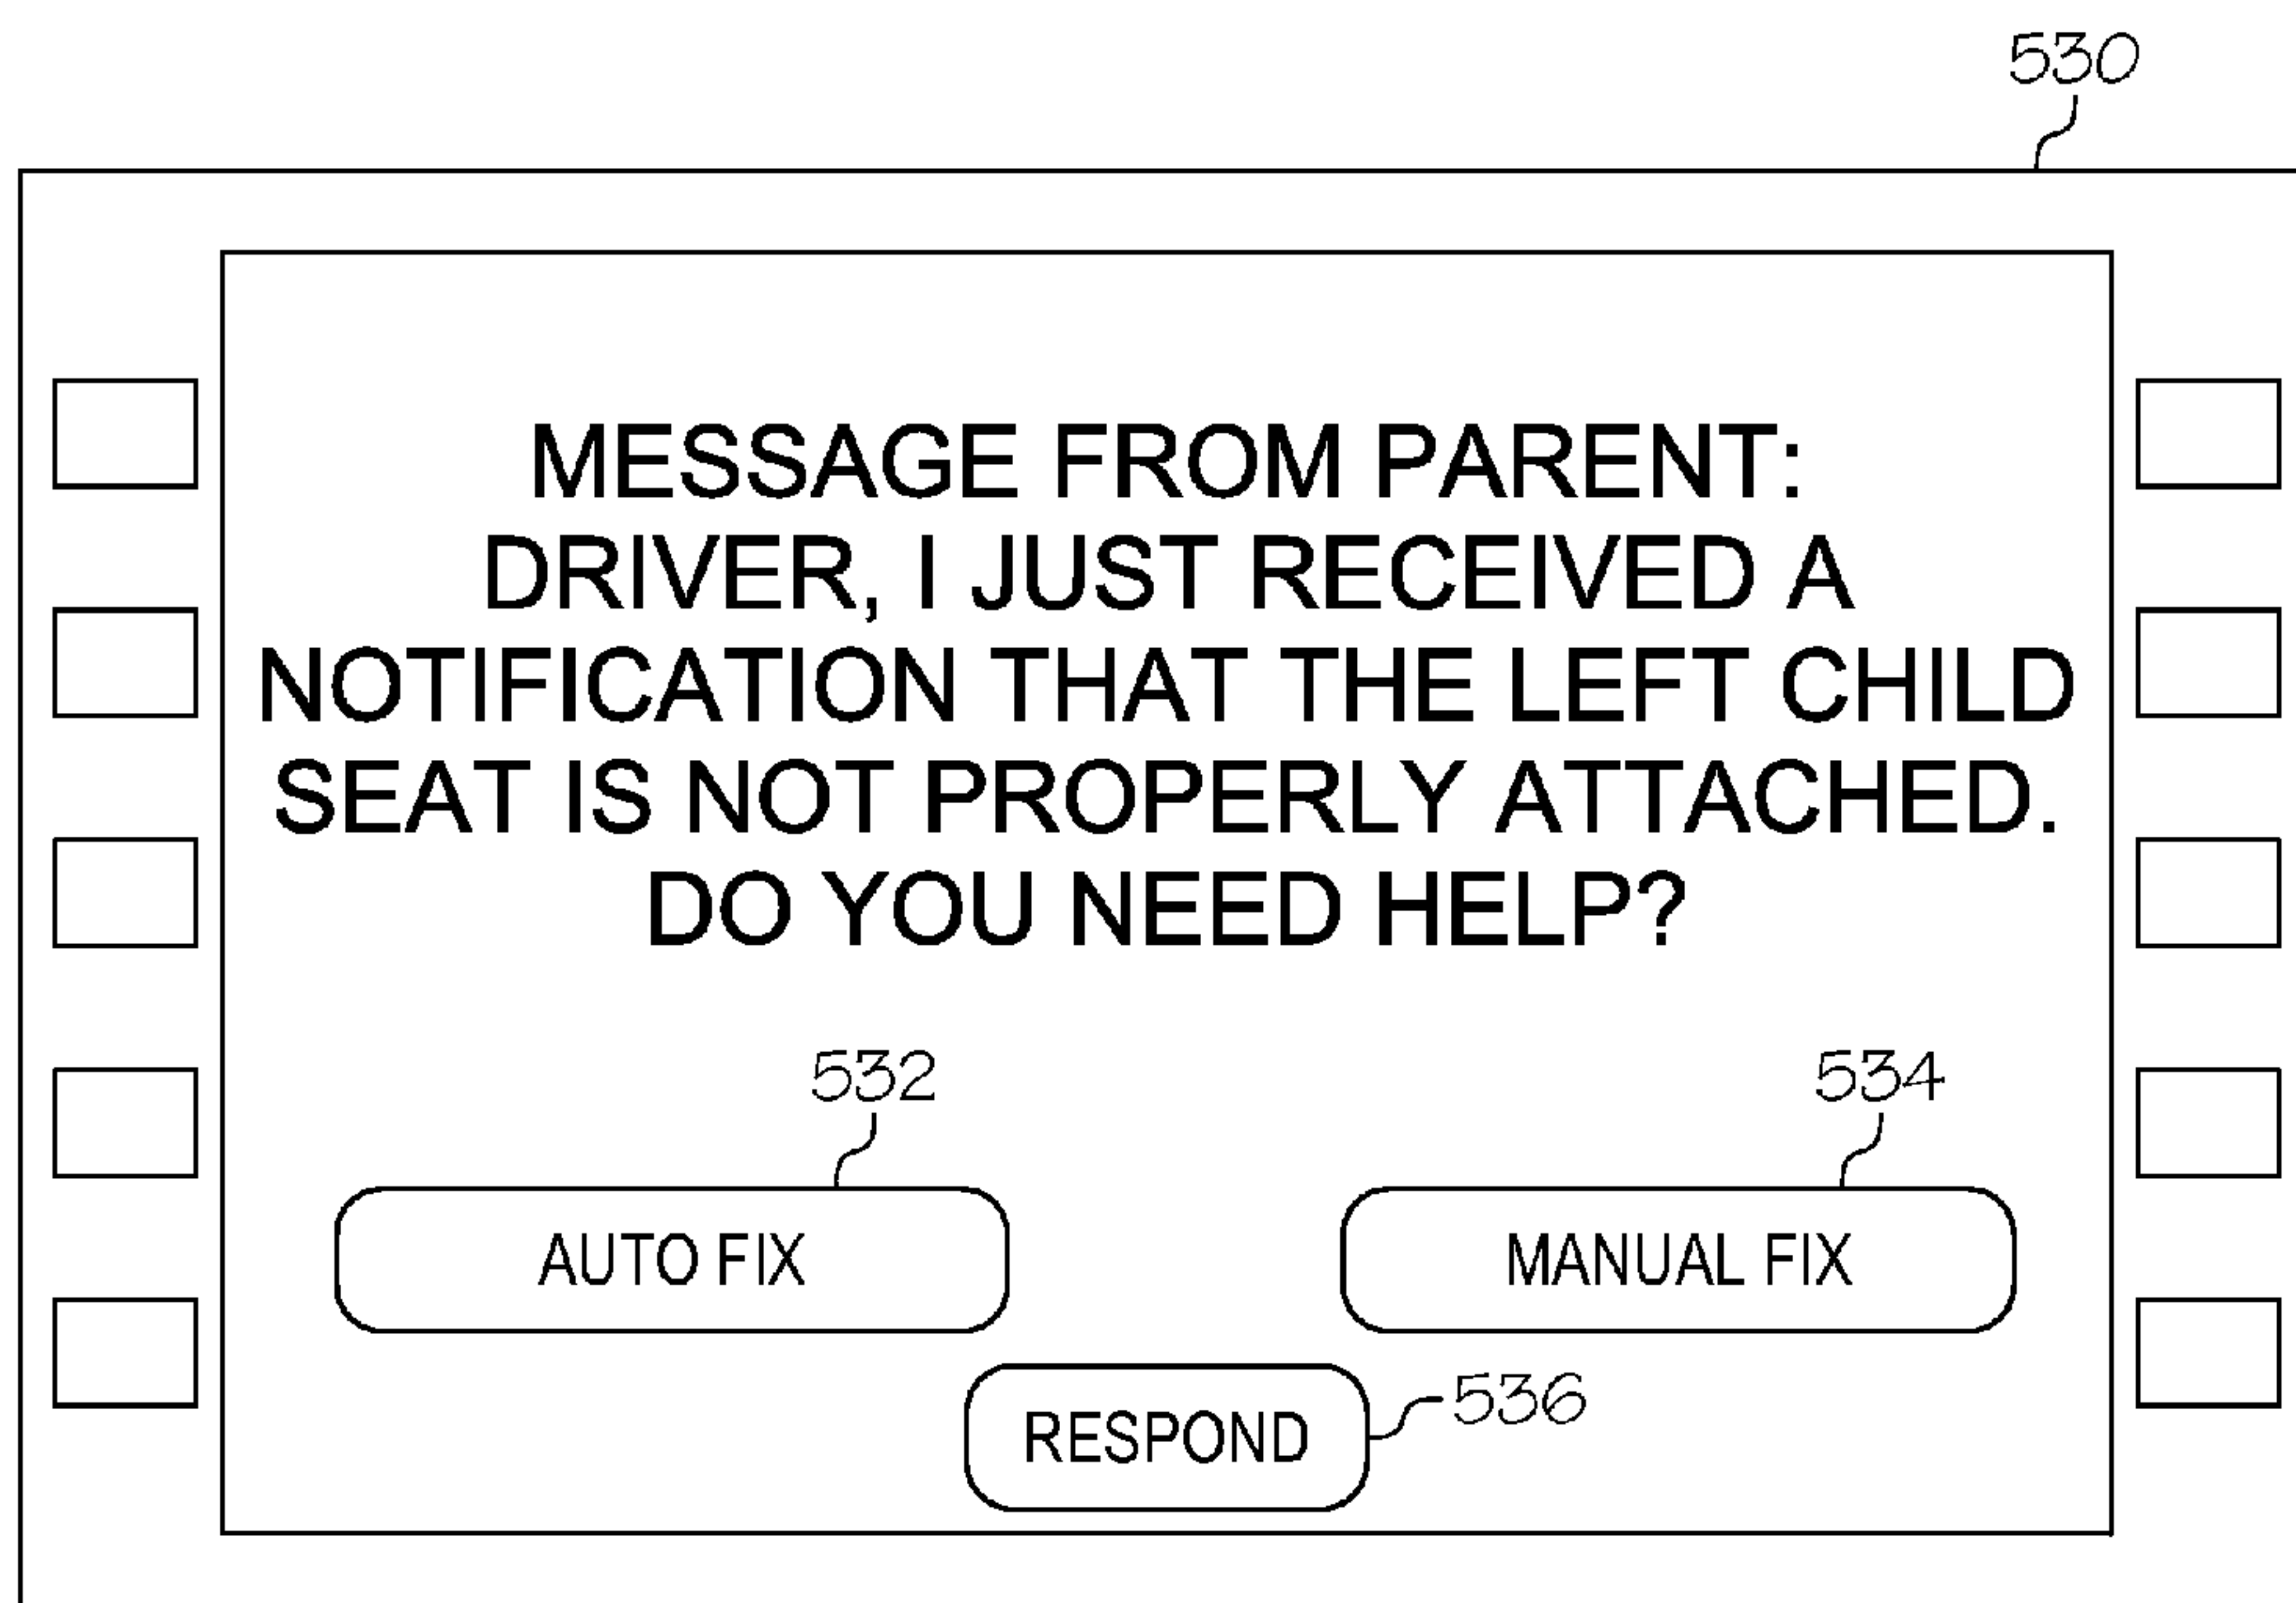 530
MESSAGE FROM PARENT:
DRIVER, I JUST RECEIVED A
NOTIFICATION THAT THE LEFT CHILD
SEAT IS NOT PROPERLY ATTACHED.
DO YOU NEED HELP?
532
534
AUTO FIX
MANUAL FIX
RESPOND
536